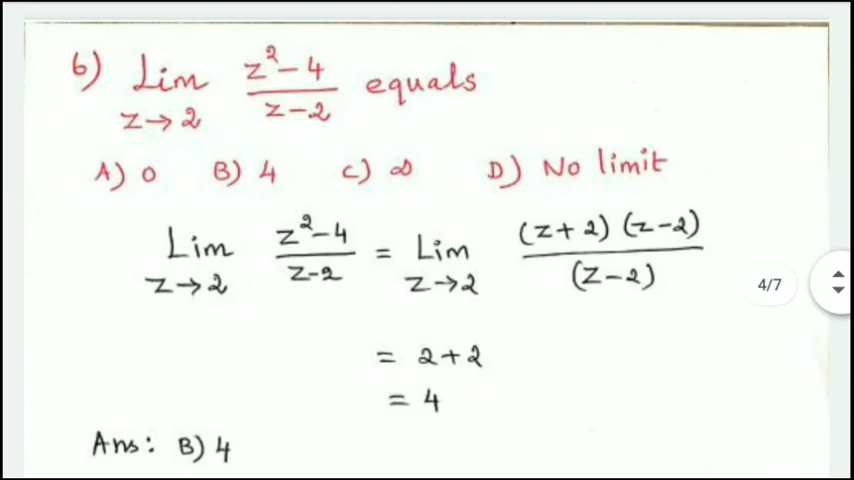 6) Lim z→2 z²-4/z-2 equals
A) 0 B) 4 C) ∞ D) No limit
Lim z→2 z²-4/z-2 = Lim z→2 (z+2)(z-2)/(z-2)
4/7
= 2+2
= 4
Ans: B) 4